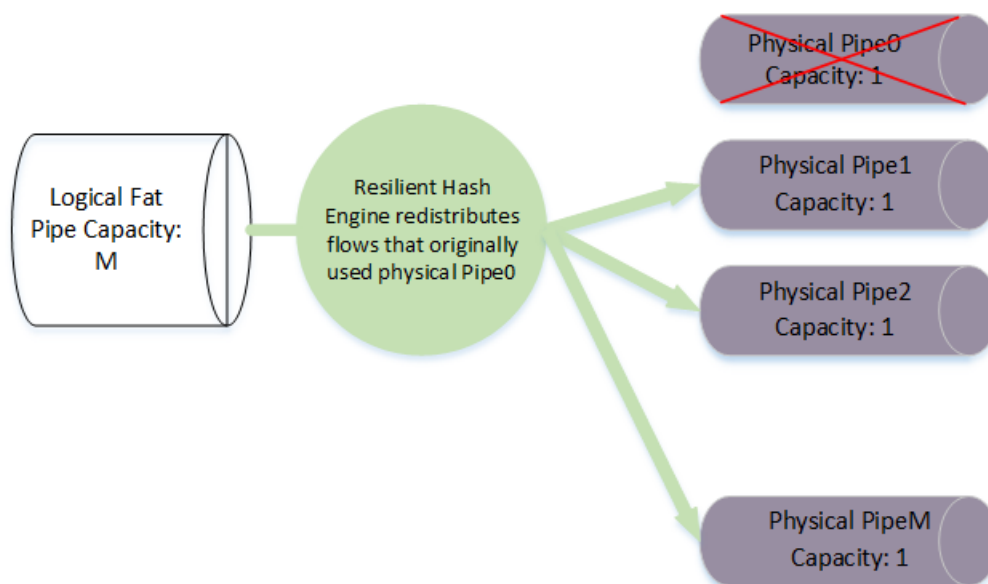 Logical Fat
Pipe Capacity:
M
Resilient Hash
Engine redistributes
flows that originally
used physical Pipe0
Physical Pipe0
Capacity: 1
Physical Pipe1
Capacity: 1
Physical Pipe2
Capacity: 1
Physical PipeM
Capacity: 1